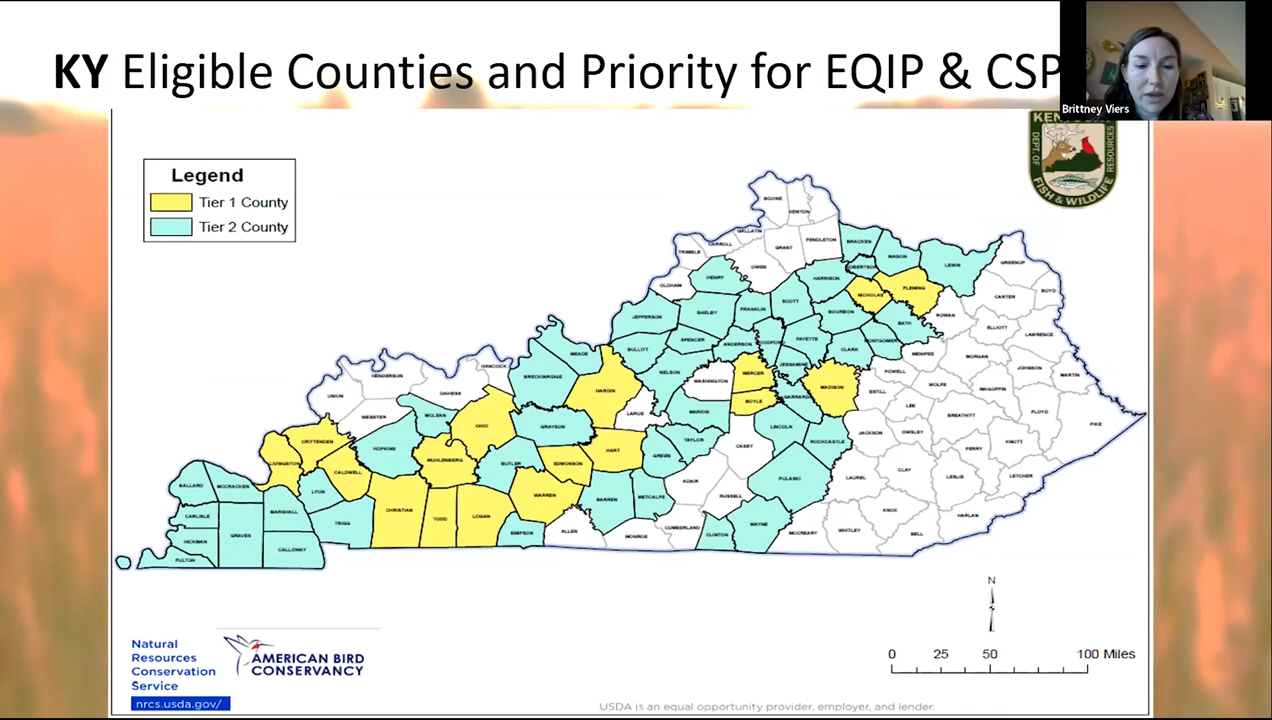 KY Eligible Counties and Priority for EQIP & CSP
Brittney Viers
KENTUCKY
DEPT. OF
FISH & WILDLIFE
RESOURCES
Legend
Tier 1 County
Tier 2 County
BOONE
KENTON
GALLATIN
CARROLL
GRANT
PENDLETON
BRACKEN
MASON
TRIMBLE
OWEN
ROBERTSON
LEWIS
GREENUP
HENRY
HARRISON
OLDHAM
NICHOLAS
FLEMING
CARTER
BOYD
SCOTT
SHELBY
FRANKLIN
BOURBON
ROWAN
JEFFERSON
BATH
ELLIOTT
LAWRENCE
SPENCER
ANDERSON
WOODFORD
FAYETTE
CLARK
MONTGOMERY
MENIFEE
MORGAN
MEADE
BULLITT
JESSAMINE
HANCOCK
NELSON
MERCER
POWELL
JOHNSON
MARTIN
HENDERSON
BRECKINRIDGE
WASHINGTON
MADISON
WOLFE
MAGOFFIN
UNION
DAVIESS
HARDIN
BOYLE
GARRARD
ESTILL
LEE
WEBSTER
MCLEAN
LARUE
MARION
BREATHITT
FLOYD
PIKE
OHIO
GRAYSON
LINCOLN
JACKSON
OWSLEY
CRITTENDEN
HOPKINS
TAYLOR
CASEY
ROCKCASTLE
PERRY
KNOTT
LIVINGSTON
CALDWELL
MUHLENBERG
BUTLER
EDMONSON
HART
GREEN
CLAY
LESLIE
LETCHER
BALLARD
MCCRACKEN
LYON
WARREN
BARREN
METCALFE
ADAIR
RUSSELL
PULASKI
LAUREL
CARLISLE
MARSHALL
CHRISTIAN
TODD
LOGAN
KNOX
HARLAN
HICKMAN
GRAVES
TRIGG
SIMPSON
ALLEN
MONROE
CUMBERLAND
CLINTON
WAYNE
MCCREARY
WHITLEY
BELL
FULTON
CALLOWAY
N
0 25 50 100 Miles
Natural
Resources
Conservation
Service
nrcs.usda.gov/
AMERICAN BIRD
CONSERVANCY
USDA is an equal opportunity provider, employer, and lender.